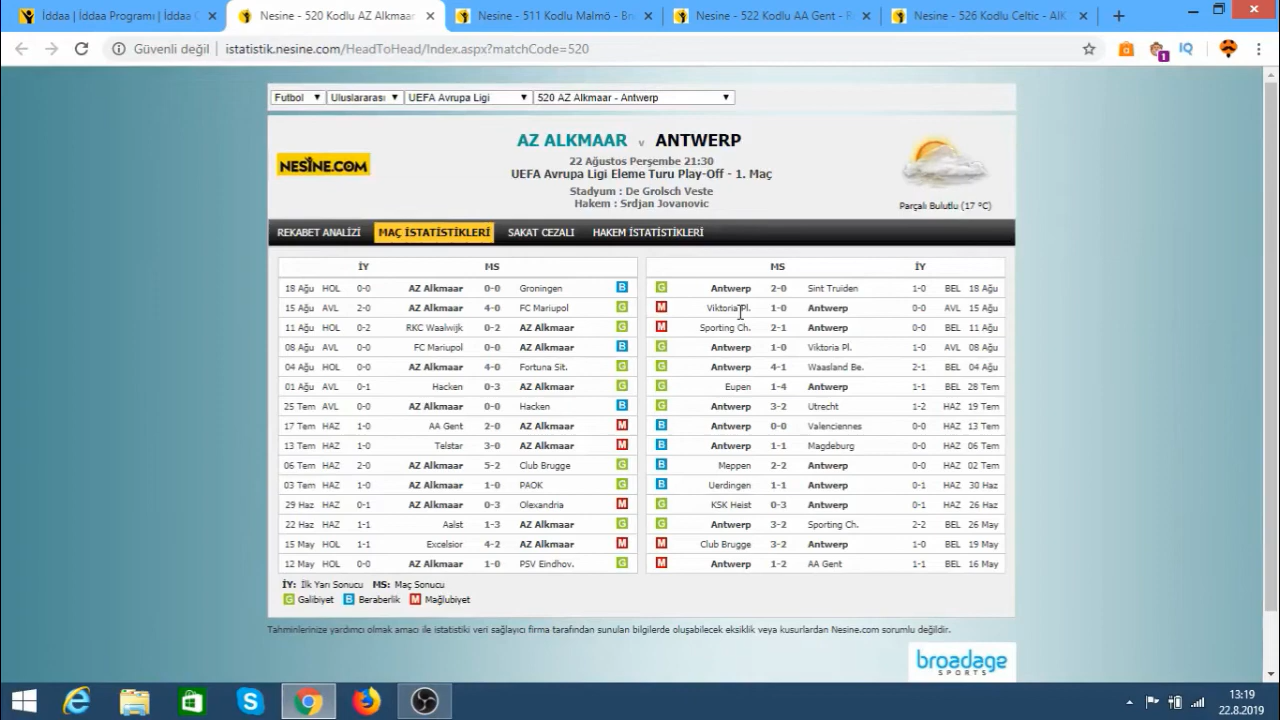 İddaa Programı | İddaa C
Nesine - 520 Kodlu AZ Alkmaar
Nesine - 511 Kodlu Malmö - Br
Nesine - 522 Kodlu AA Gent - R
Nesine - 526 Kodlu Celtic - AIK
Güvenli değil
istatistik.nesine.com/HeadToHead/Index.aspx?matchCode=520
1
IQ
Futbol Uluslararası UEFA Avrupa Ligi 520 AZ Alkmaar - Antwerp
NESİNE.COM
AZ ALKMAAR v ANTWERP
22 Ağustos Perşembe 21:30
UEFA Avrupa Ligi Eleme Turu Play-Off - 1. Maç
Stadyum : De Grolsch Veste
Hakem : Srdjan Jovanovic
Parçalı Bulutlu (17 °C)
REKABET ANALİZİ MAÇ İSTATİSTİKLERİ SAKAT CEZALI HAKEM İSTATİSTİKLERİ
İY MS
18 Ağu HOL 0-0 AZ Alkmaar 0-0 Groningen B
15 Ağu AVL 2-0 AZ Alkmaar 4-0 FC Mariupol G
11 Ağu HOL 0-2 RKC Waalwijk 0-2 AZ Alkmaar G
08 Ağu AVL 0-0 FC Mariupol 0-0 AZ Alkmaar B
04 Ağu HOL 0-0 AZ Alkmaar 4-0 Fortuna Sit. G
01 Ağu AVL 0-1 Hacken 0-3 AZ Alkmaar G
25 Tem AVL 0-0 AZ Alkmaar 0-0 Hacken B
17 Tem HAZ 1-0 AA Gent 2-0 AZ Alkmaar M
13 Tem HAZ 1-0 Telstar 3-0 AZ Alkmaar M
06 Tem HAZ 2-0 AZ Alkmaar 5-2 Club Brugge G
03 Tem HAZ 1-0 AZ Alkmaar 1-0 PAOK G
29 Haz HAZ 0-1 AZ Alkmaar 0-3 Olexandria M
22 Haz HAZ 1-1 Aalst 1-3 AZ Alkmaar G
15 May HOL 1-1 Excelsior 4-2 AZ Alkmaar M
12 May HOL 0-0 AZ Alkmaar 1-0 PSV Eindhov. G
MS İY
G Antwerp 2-0 Sint Truiden 1-0 BEL 18 Ağu
M Viktoria Pl. 1-0 Antwerp 0-0 AVL 15 Ağu
M Sporting Ch. 2-1 Antwerp 0-0 BEL 11 Ağu
G Antwerp 1-0 Viktoria Pl. 1-0 AVL 08 Ağu
G Antwerp 4-1 Waasland Be. 2-1 BEL 04 Ağu
G Eupen 1-4 Antwerp 1-1 BEL 28 Tem
G Antwerp 3-2 Utrecht 1-2 HAZ 19 Tem
B Antwerp 0-0 Valenciennes 0-0 HAZ 13 Tem
B Antwerp 1-1 Magdeburg 0-0 HAZ 06 Tem
B Meppen 2-2 Antwerp 0-0 HAZ 02 Tem
B Uerdingen 1-1 Antwerp 0-1 HAZ 30 Haz
G KSK Heist 0-3 Antwerp 0-1 HAZ 26 Haz
G Antwerp 3-2 Sporting Ch. 2-2 BEL 26 May
M Club Brugge 3-2 Antwerp 1-0 BEL 19 May
M Antwerp 1-2 AA Gent 1-1 BEL 16 May
İY: İlk Yarı Sonucu MS: Maç Sonucu
G Galibiyet B Beraberlik M Mağlubiyet
Tahminlerinize yardımcı olmak amacı ile istatistiki veri sağlayıcı firma tarafından sunulan bilgilerde oluşabilecek eksiklik veya kusurlardan Nesine.com sorumlu değildir.
broadage
SPORTS
13:19
22.8.2019